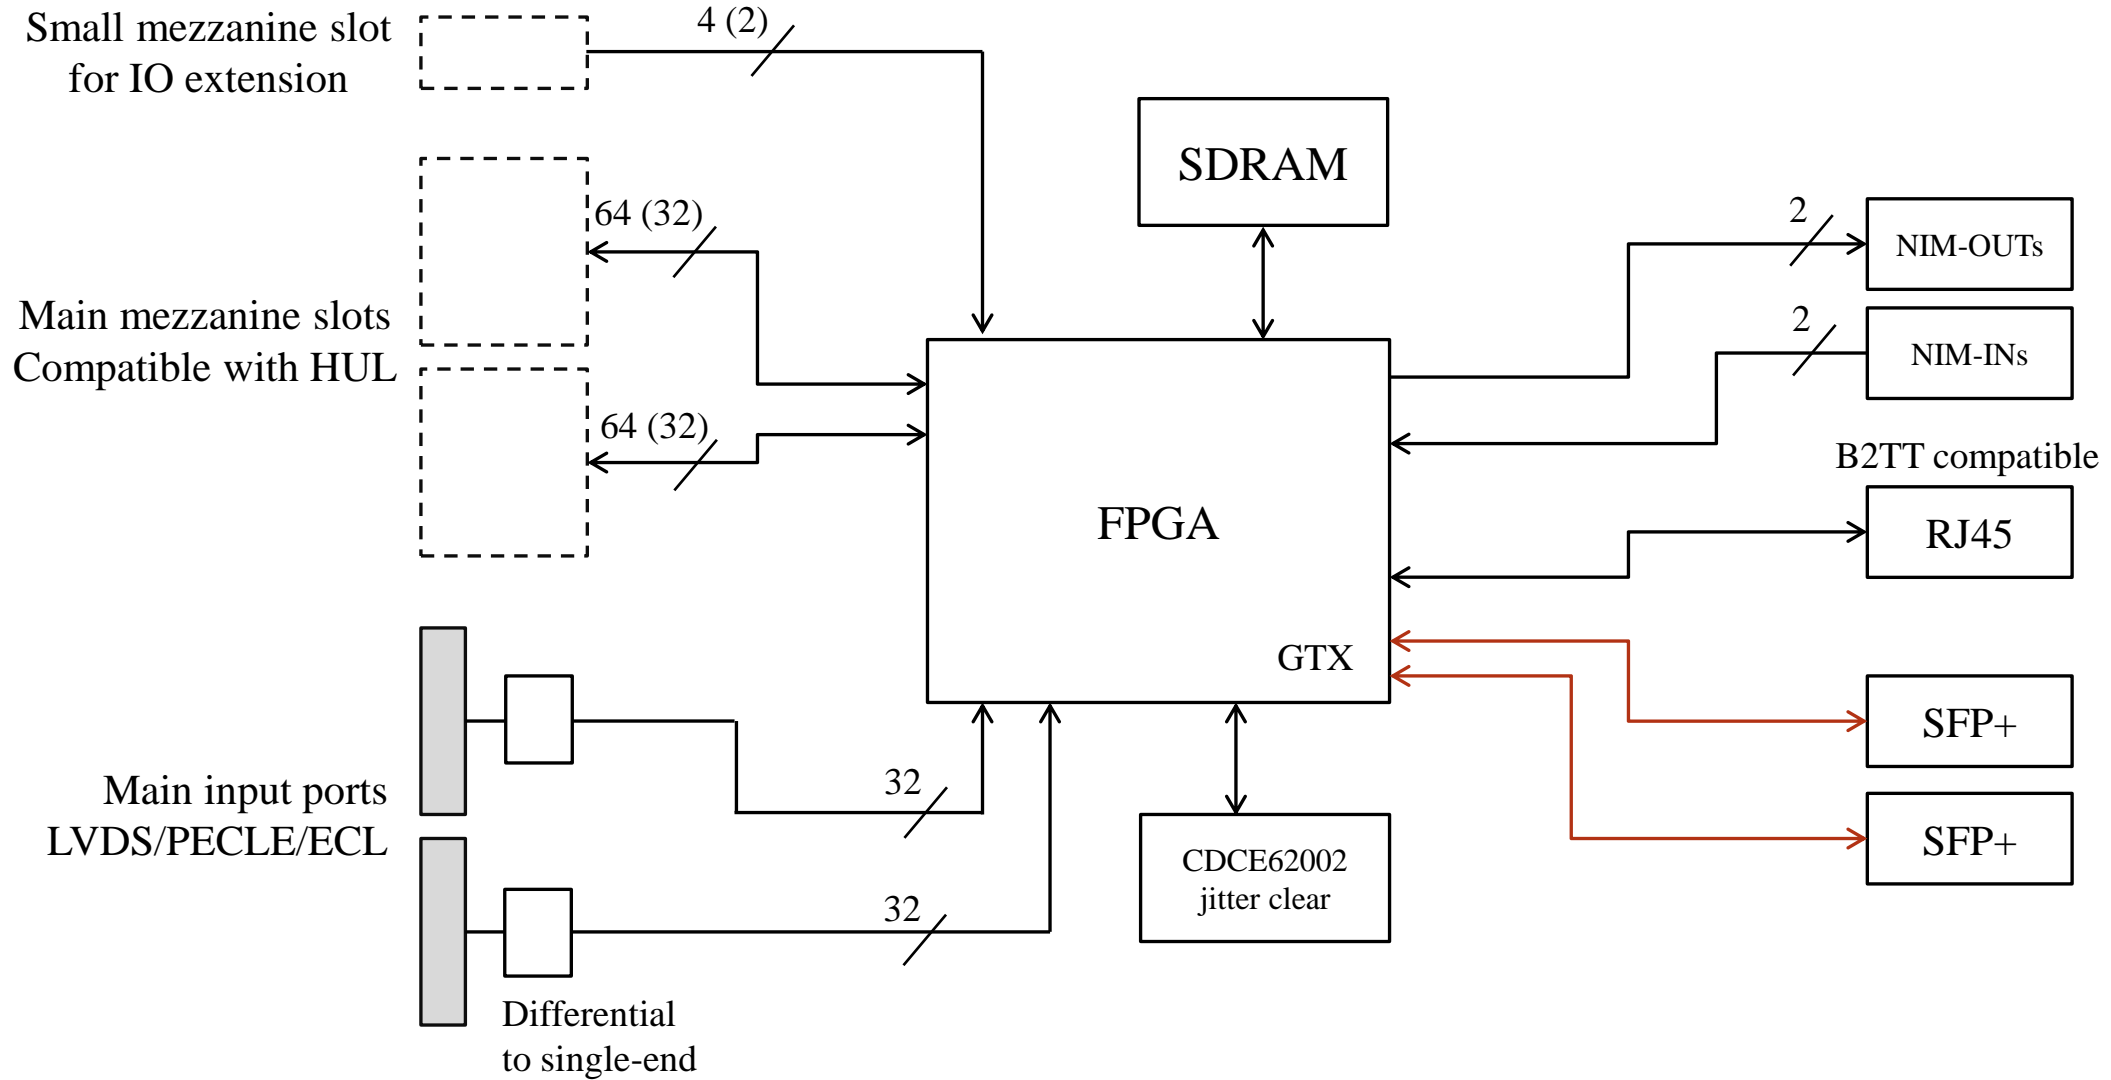 Small mezzanine slot
for IO extension
4 (2)
SDRAM
64 (32)
Main mezzanine slots
Compatible with HUL
64 (32)
2
NIM-OUTs
2
NIM-INs
B2TT compatible
RJ45
FPGA
GTX
SFP+
SFP+
Main input ports
LVDS/PECLE/ECL
32
32
CDCE62002
jitter clear
Differential
to single-end